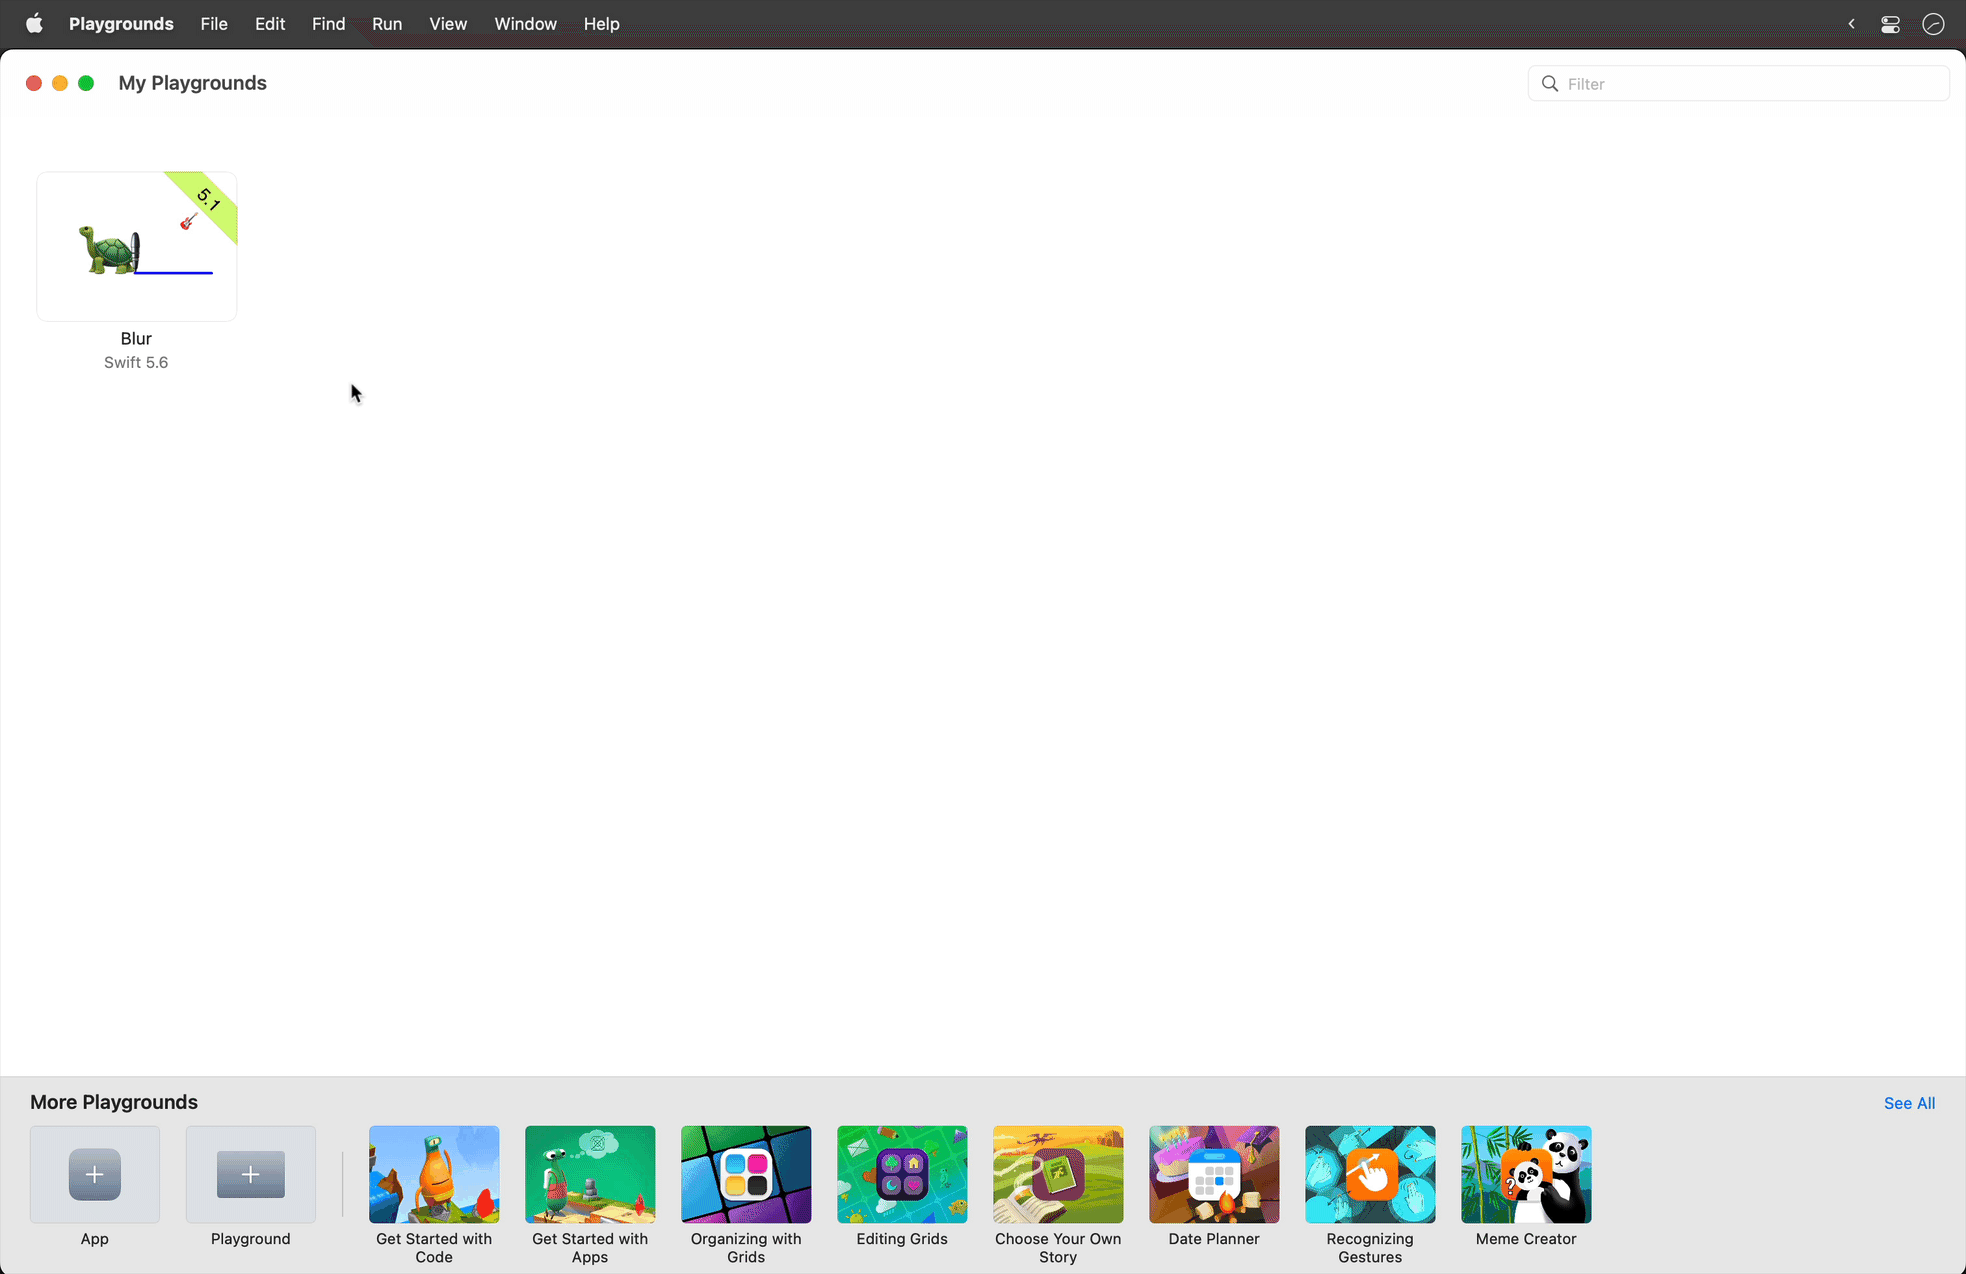 Playgrounds File Edit Find Run View Window Help
My Playgrounds
Filter
5.1
Blur
Swift 5.6
More Playgrounds
See All
App
Playground
Get Started with
Code
Get Started with
Apps
Organizing with
Grids
Editing Grids
Choose Your Own
Story
Date Planner
Recognizing
Gestures
Meme Creator